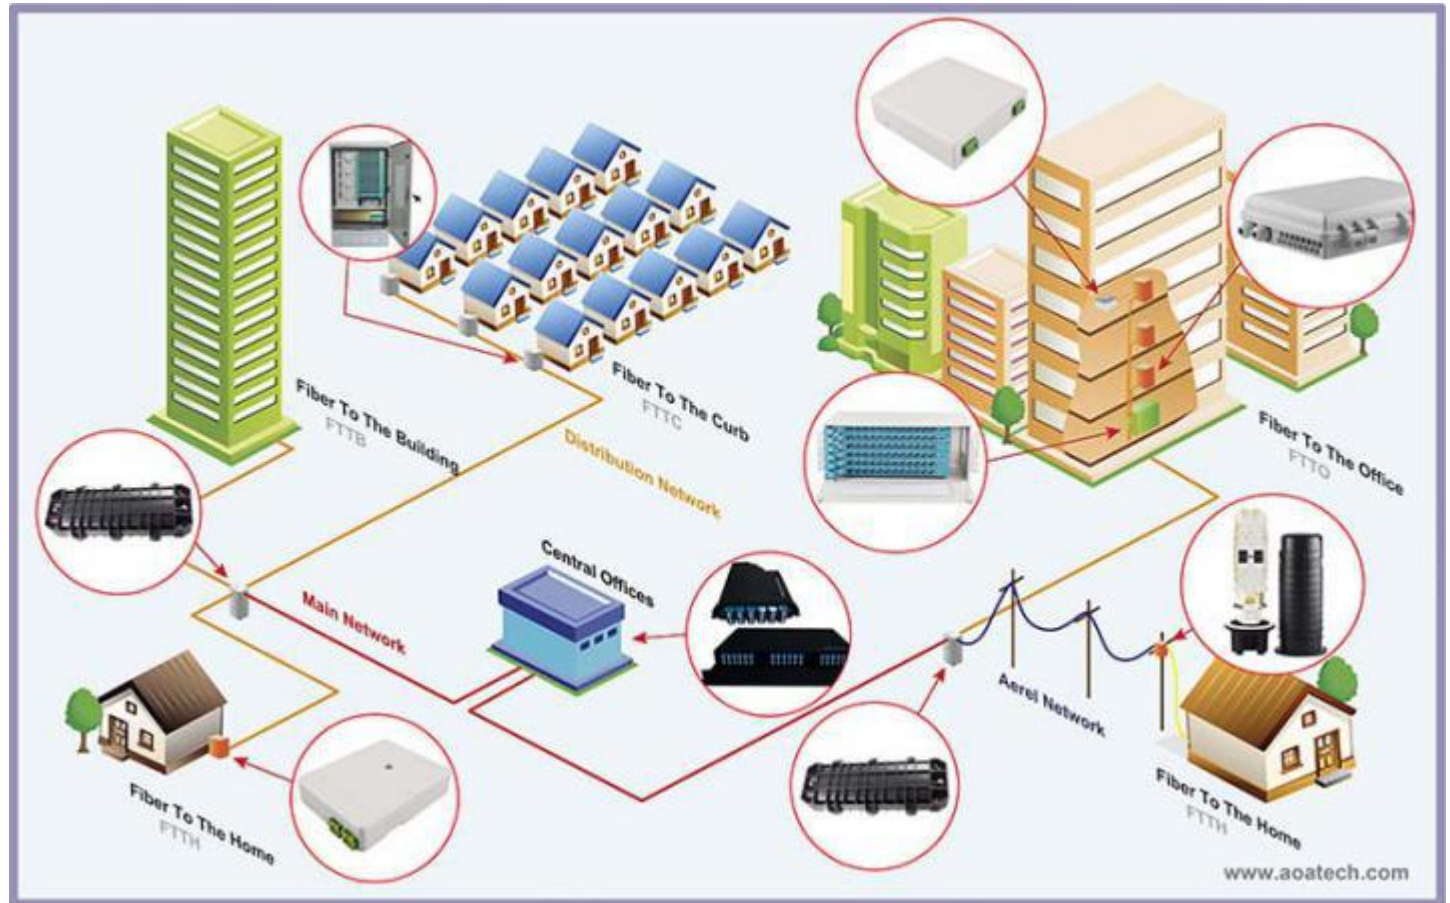 Fiber To The Building
FTTB
Fiber To The Curb
FTTC
Distribution Network
Fiber To The Office
FTTO
Central Offices
Main Network
Aerel Network
Fiber To The Home
FTTH
Fiber To The Home
FTTH
www.aoatech.com